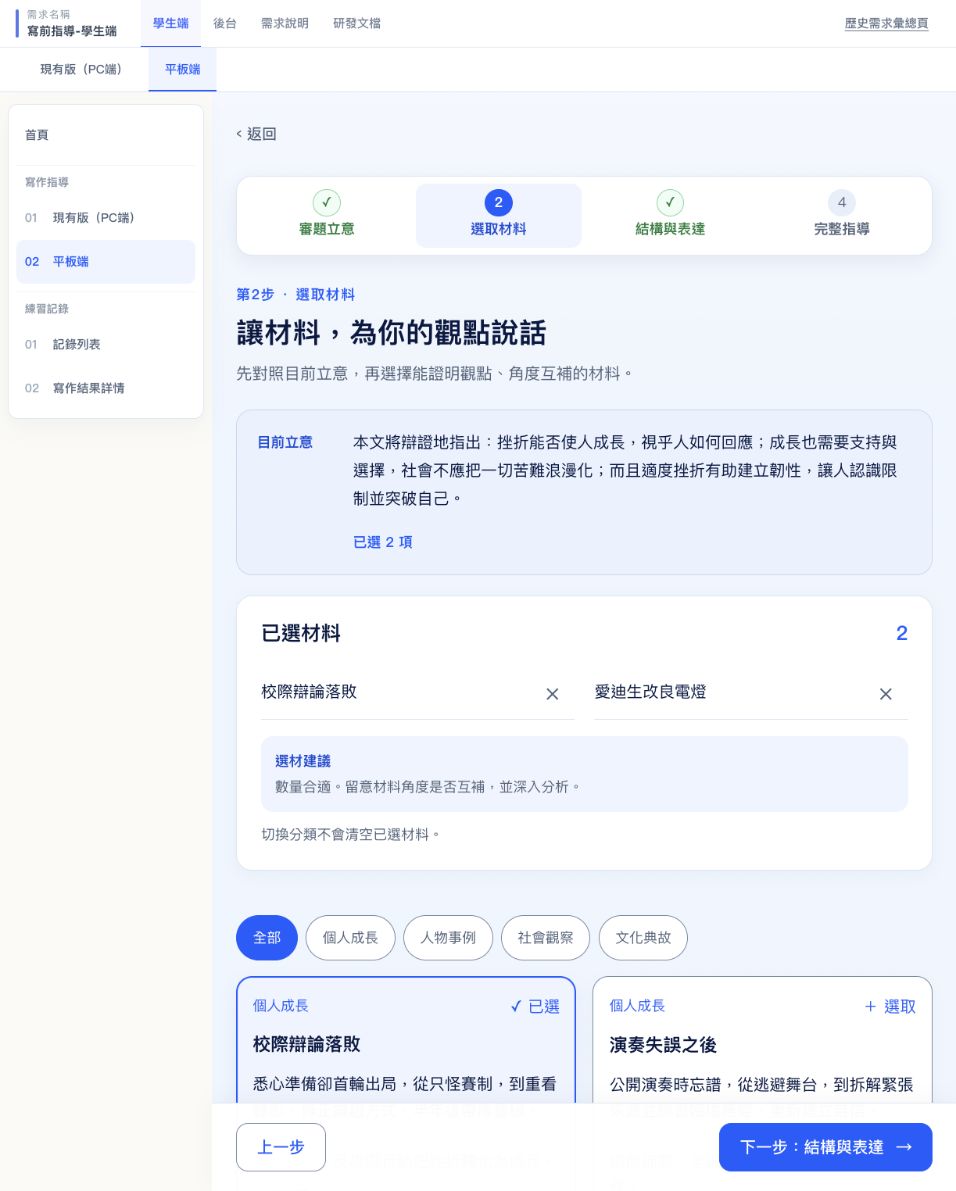 需求名稱
寫前指導-學生端
學生端
後台
需求說明
研發文檔
歷史需求彙總頁
現有版（PC端）
平板端
首頁
寫作指導
01 現有版（PC端）
02 平板端
練習記錄
01 記錄列表
02 寫作結果詳情
‹ 返回
✓
審題立意
2
選取材料
✓
結構與表達
4
完整指導
第2步 · 選取材料
讓材料，為你的觀點說話
先對照目前立意，再選擇能證明觀點、角度互補的材料。
目前立意
本文將辯證地指出：挫折能否使人成長，視乎人如何回應；成長也需要支持與
選擇，社會不應把一切苦難浪漫化；而且適度挫折有助建立韌性，讓人認識限
制並突破自己。
已選 2 項
已選材料
2
校際辯論落敗 ×
愛迪生改良電燈 ×
選材建議
數量合適。留意材料角度是否互補，並深入分析。
切換分類不會清空已選材料。
全部
個人成長
人物事例
社會觀察
文化典故
個人成長
✓ 已選
校際辯論落敗
悉心準備卻首輪出局，從只怪賽制，到重看
個人成長
+ 選取
演奏失誤之後
公開演奏時忘譜，從逃避舞台，到拆解緊張
上一步
下一步：結構與表達 →